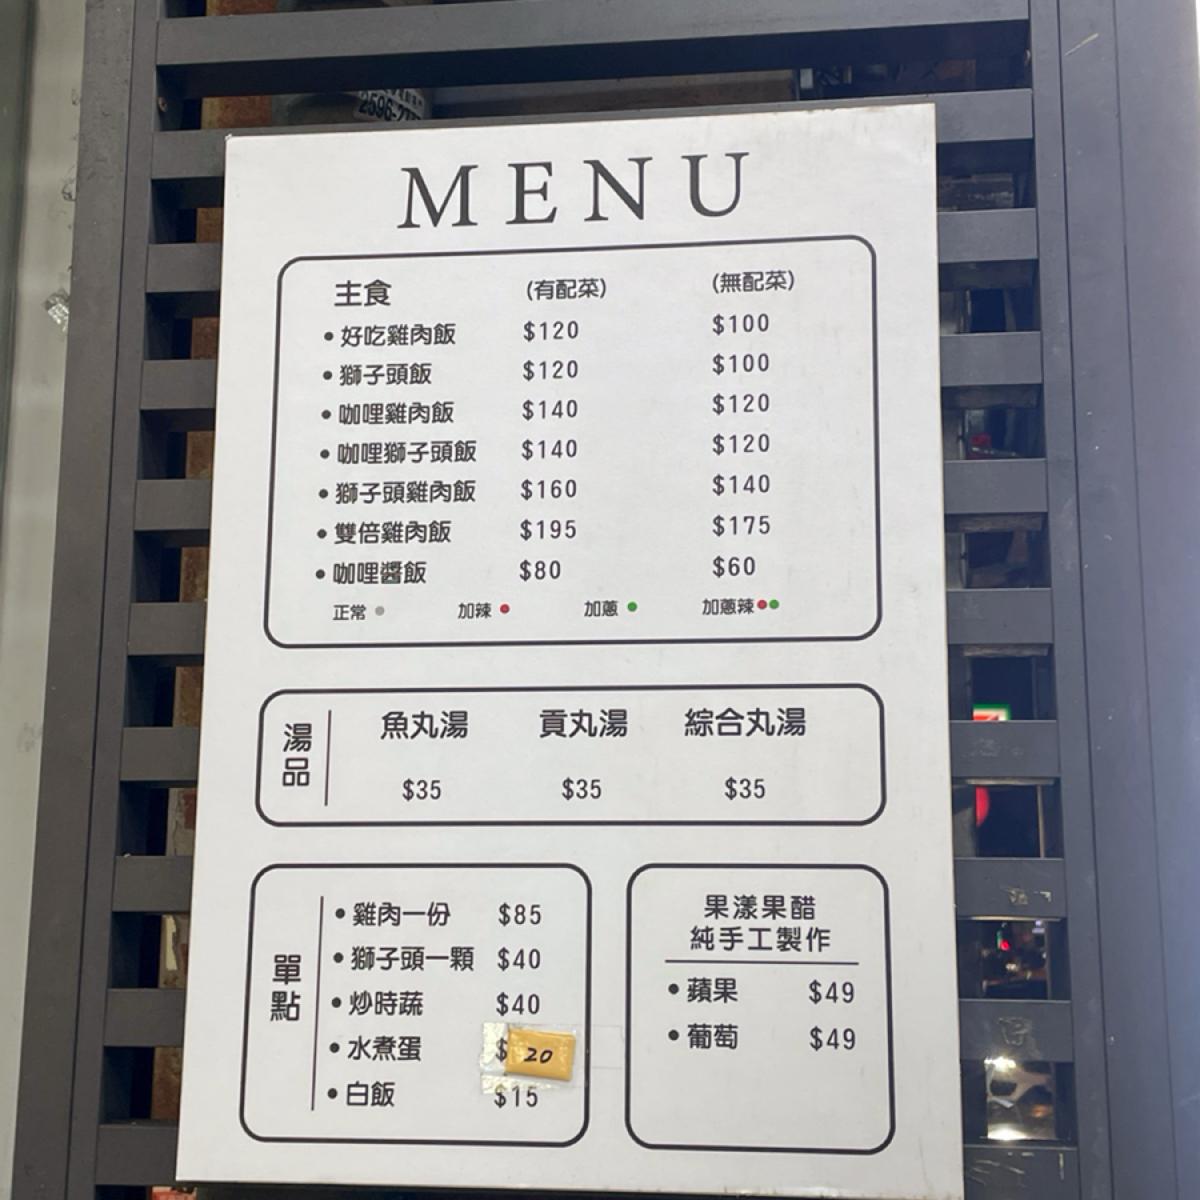 MENU
主食 (有配菜) (無配菜)
• 好吃雞肉飯 $120 $100
• 獅子頭飯 $120 $100
• 咖哩雞肉飯 $140 $120
• 咖哩獅子頭飯 $140 $120
• 獅子頭雞肉飯 $160 $140
• 雙倍雞肉飯 $195 $175
• 咖哩醬飯 $80 $60
正常 加辣 加蔥 加蔥辣
湯品
魚丸湯 貢丸湯 綜合丸湯
$35 $35 $35
單點
• 雞肉一份 $85
• 獅子頭一顆 $40
• 炒時蔬 $40
• 水煮蛋 $20
• 白飯 $15
果漾果醋
純手工製作
• 蘋果 $49
• 葡萄 $49